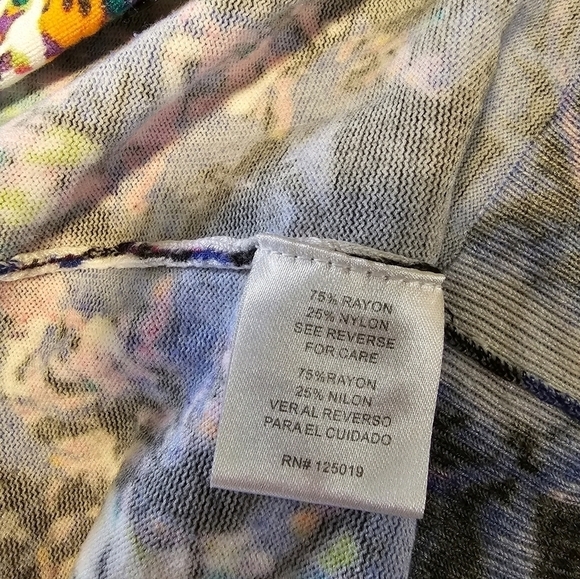 75% RAYON
25% NYLON
SEE REVERSE
FOR CARE
75%RAYON
25% NILON
VER AL REVERSO
PARA EL CUIDADO
RN# 125019